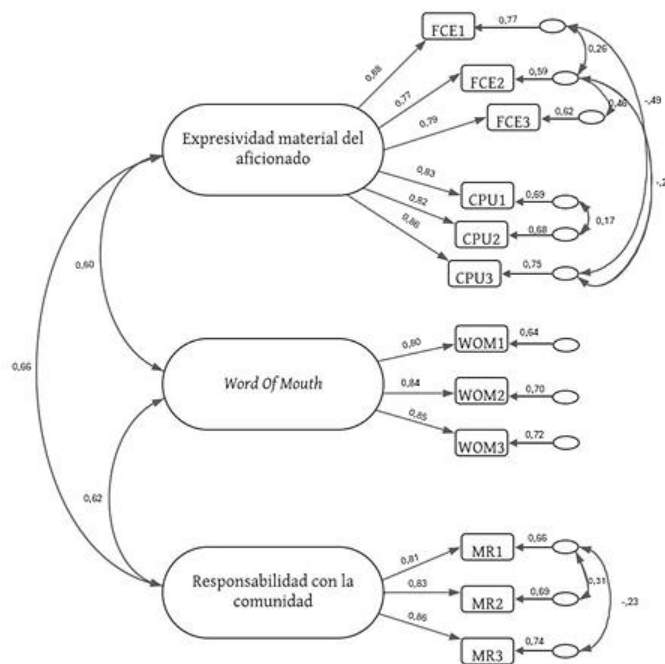 FCE1
0,77
0,88
0,26
FCE2
0,59
0,77
0,46
-,49
FCE3
0,62
0,79
Expresividad material del
aficionado
0,83
CPU1
0,69
0,17
0,82
CPU2
0,68
0,86
CPU3
0,75
0,60
0,66
Word Of Mouth
0,80
WOM1
0,64
0,84
WOM2
0,70
0,85
WOM3
0,72
0,62
Responsabilidad con la
comunidad
0,81
MR1
0,66
0,83
MR2
0,69
0,31
-,23
0,86
MR3
0,74